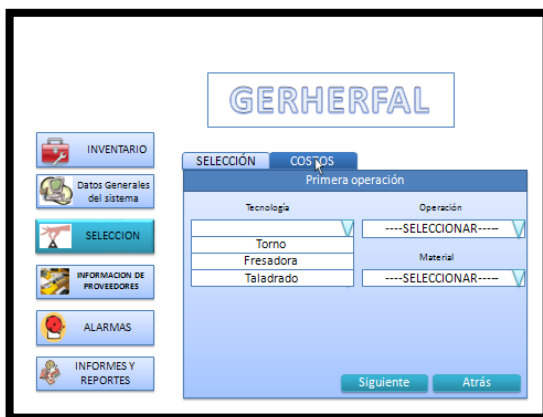 GERHERFAL
INVENTARIO
Datos Generales
del sistema
SELECCION
INFORMACION DE
PROVEEDORES
ALARMAS
INFORMES Y
REPORTES
SELECCIÓN
COSTOS
Primera operación
Tecnología
Torno
Fresadora
Taladrado
Operación
----SELECCIONAR-----
Material
----SELECCIONAR-----
Siguiente
Atrás